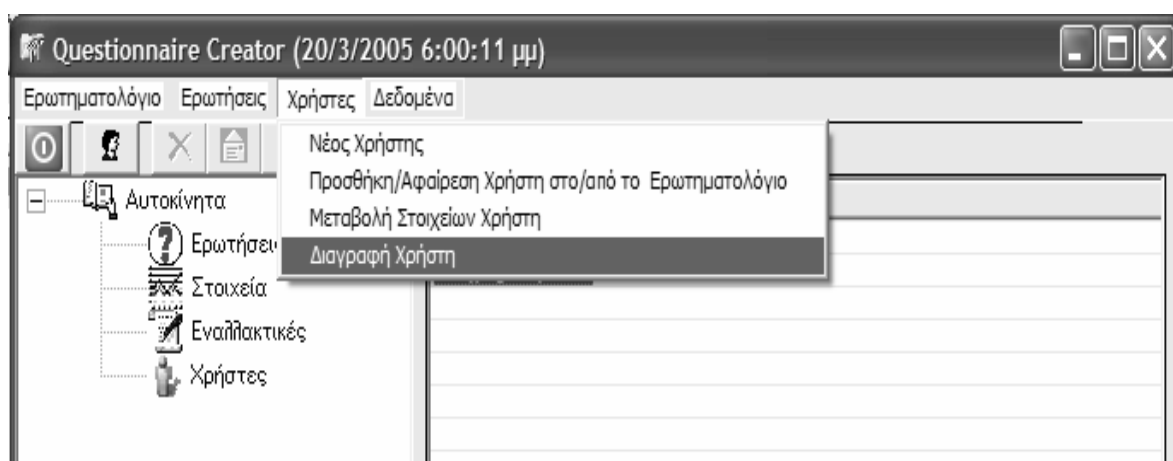 Questionnaire Creator (20/3/2005 6:00:11 μμ)
Ερωτηματολόγιο Ερωτήσεις Χρήστες Δεδομένα
Νέος Χρήστης
Προσθήκη/Αφαίρεση Χρήστη στο/από το Ερωτηματολόγιο
Μεταβολή Στοιχείων Χρήστη
Διαγραφή Χρήστη
Αυτοκίνητα
Ερωτήσει
Στοιχεία
Εναλλακτικές
Χρήστες